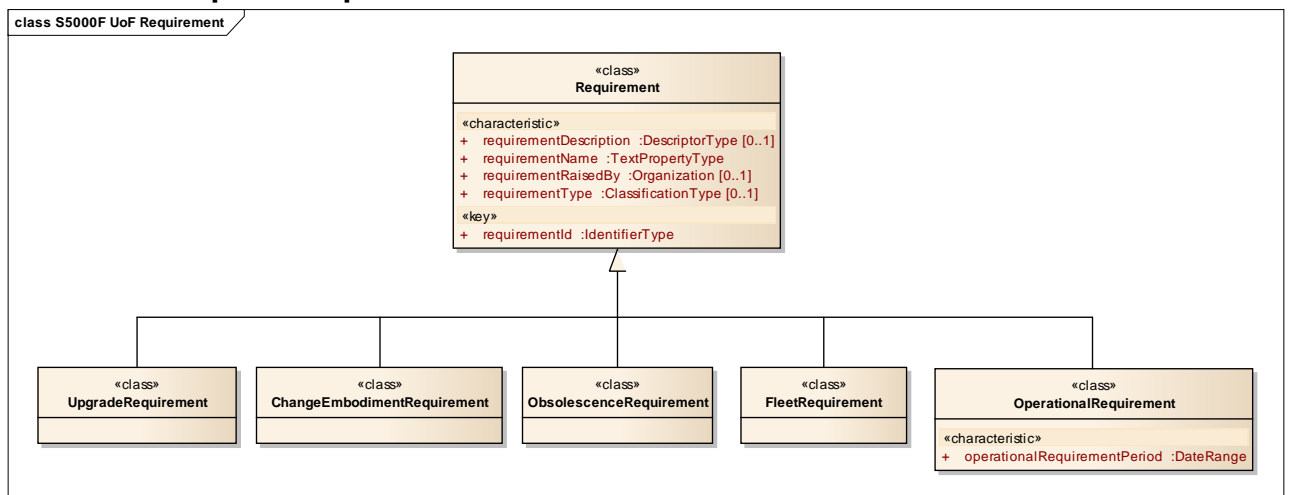 class S5000F UoF Requirement
«class»
Requirement
«characteristic»
+ requirementDescription :DescriptorType [0..1]
+ requirementName :TextPropertyType
+ requirementRaisedBy :Organization [0..1]
+ requirementType :ClassificationType [0..1]
«key»
+ requirementId :IdentifierType
«class»
UpgradeRequirement
«class»
ChangeEmbodimentRequirement
«class»
ObsolescenceRequirement
«class»
FleetRequirement
«class»
OperationalRequirement
«characteristic»
+ operationalRequirementPeriod :DateRange